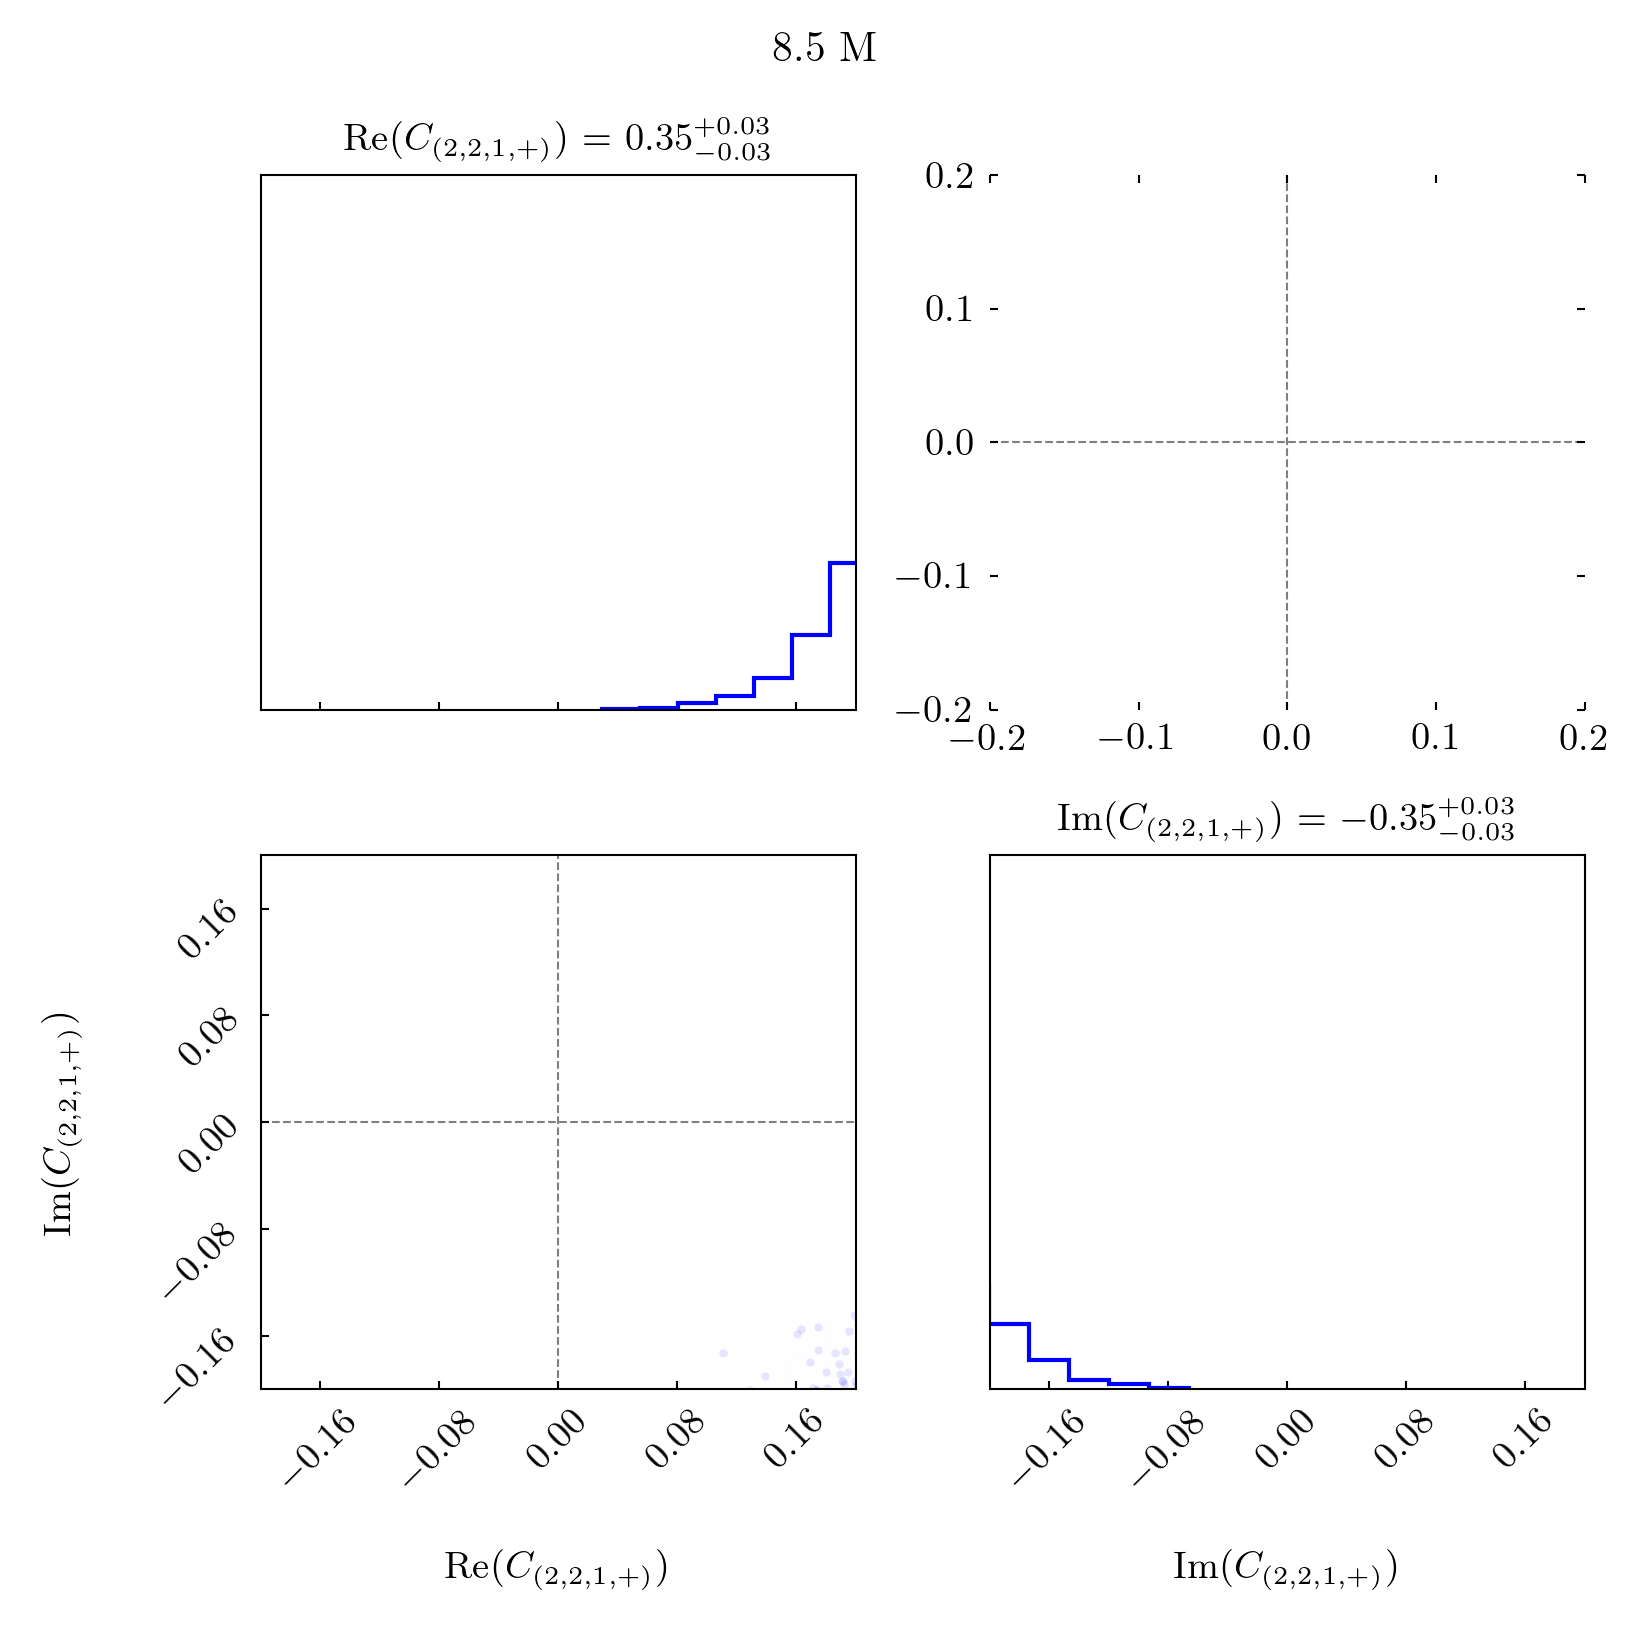 8.5 M
Re(C_{(2,2,1,+)}) = 0.35^{+0.03}_{-0.03}
0.2
0.1
0.0
−0.1
−0.2
−0.2 −0.1 0.0 0.1 0.2
Im(C_{(2,2,1,+)}) = −0.35^{+0.03}_{-0.03}
0.16
0.08
0.00
−0.08
−0.16
Im(C_{(2,2,1,+)})
−0.16 −0.08 0.00 0.08 0.16
−0.16 −0.08 0.00 0.08 0.16
Re(C_{(2,2,1,+)})
Im(C_{(2,2,1,+)})